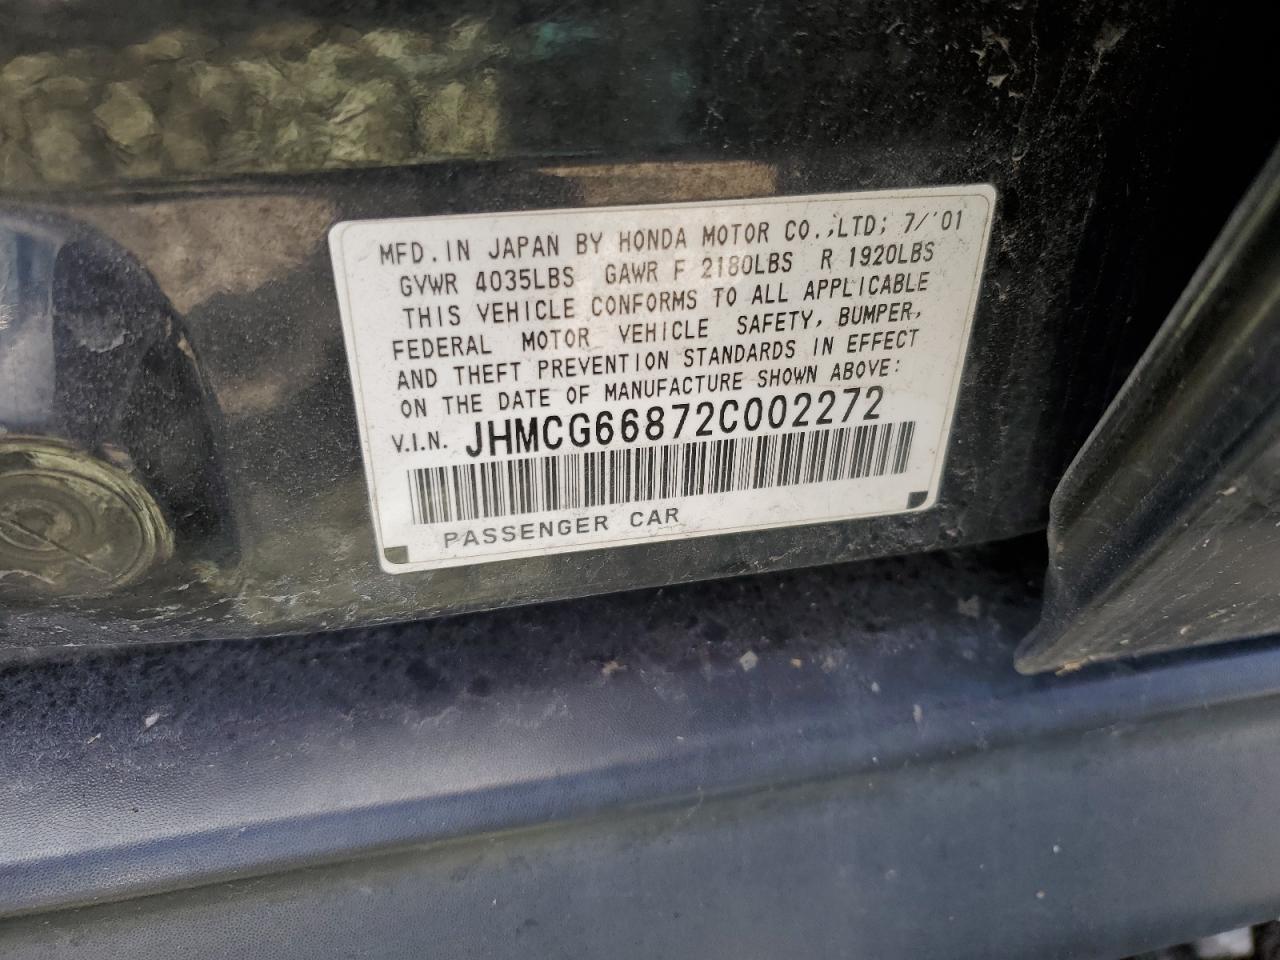 MFD. IN JAPAN BY HONDA MOTOR CO.,LTD; 7/'01
GVWR 4035LBS GAWR F 2180LBS R 1920LBS
THIS VEHICLE CONFORMS TO ALL APPLICABLE
FEDERAL MOTOR VEHICLE SAFETY, BUMPER,
AND THEFT PREVENTION STANDARDS IN EFFECT
ON THE DATE OF MANUFACTURE SHOWN ABOVE:
V.I.N. JHMCG66872C002272
PASSENGER CAR